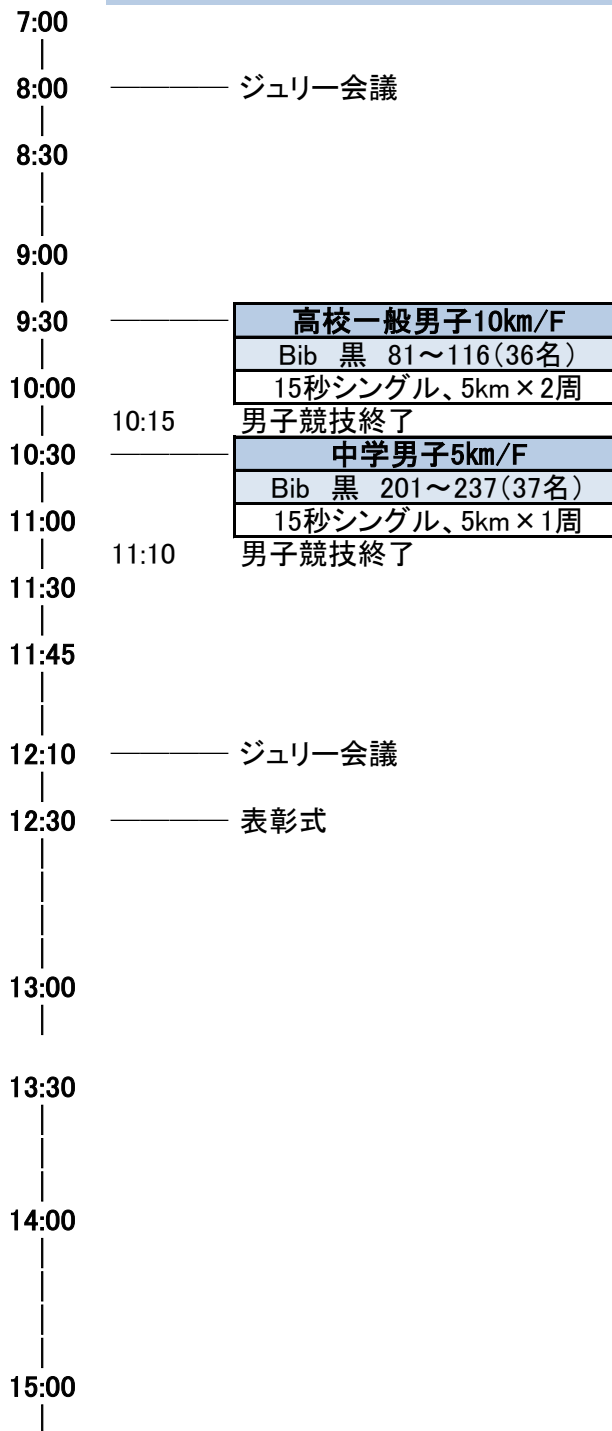 7:00
8:00 ジュリー会議
8:30
9:00
9:30 高校一般男子10km/F
Bib 黒 81～116(36名)
10:00 15秒シングル、5km×2周
10:15 男子競技終了
10:30 中学男子5km/F
Bib 黒 201～237(37名)
11:00 15秒シングル、5km×1周
11:10 男子競技終了
11:30
11:45
12:10 ジュリー会議
12:30 表彰式
13:00
13:30
14:00
15:00